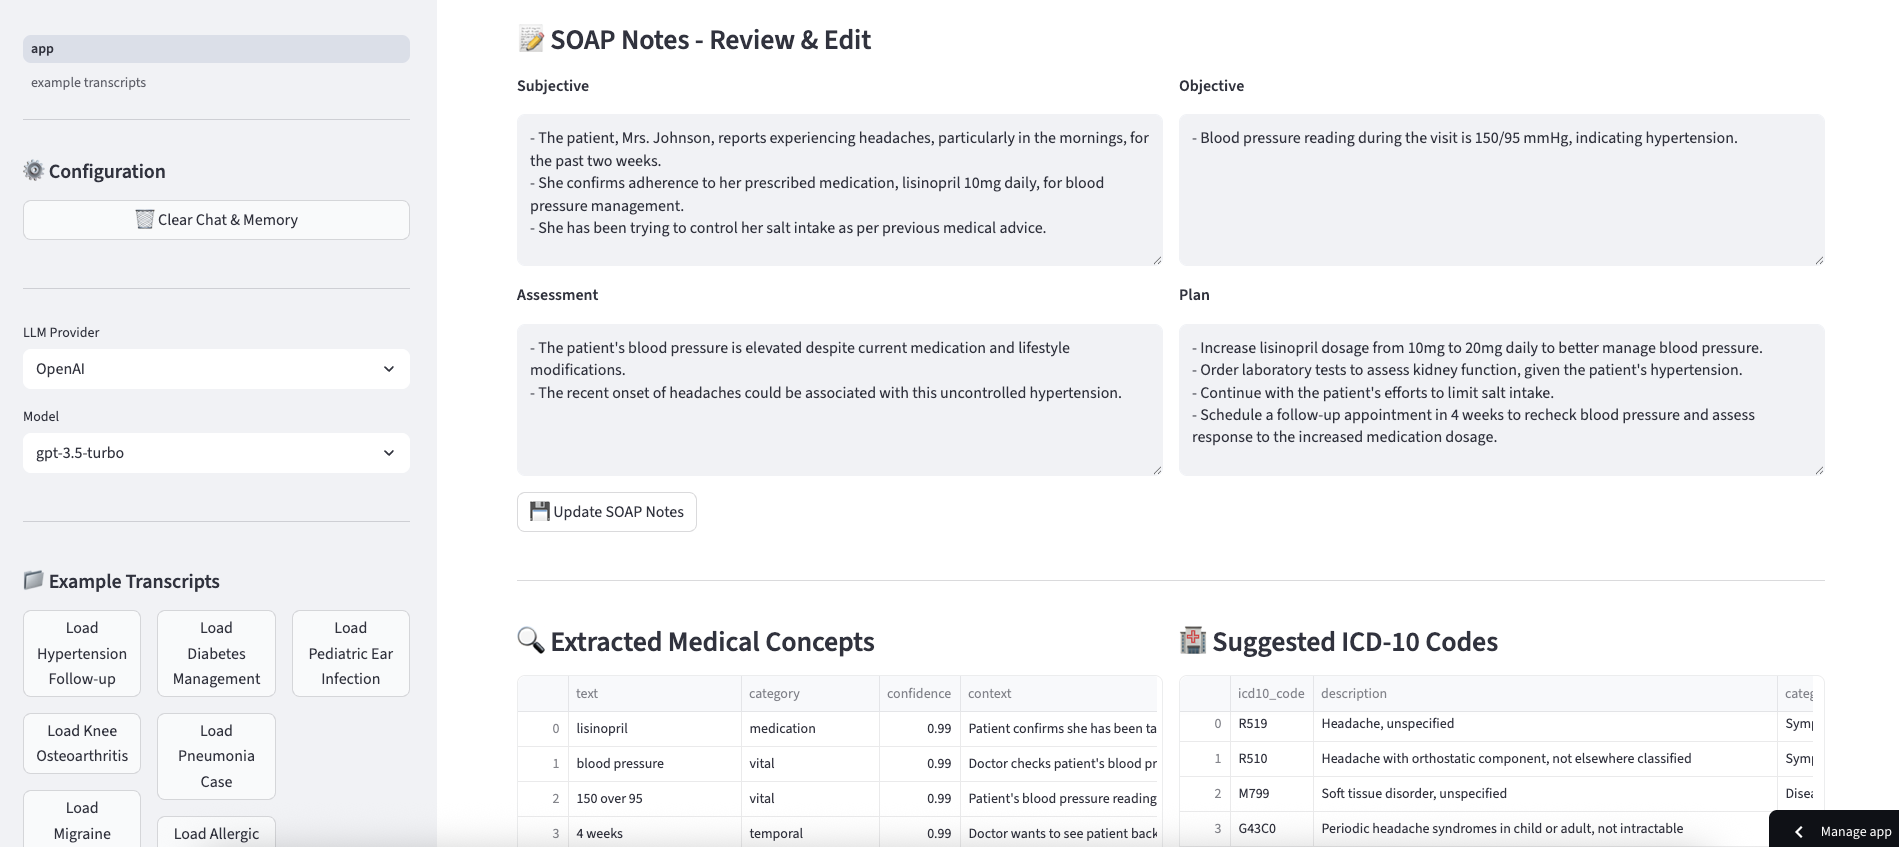 app
example transcripts
Configuration
Clear Chat & Memory
LLM Provider
OpenAI
Model
gpt-3.5-turbo
Example Transcripts
Load
Hypertension
Follow-up
Load
Diabetes
Management
Load
Pediatric Ear
Infection
Load Knee
Osteoarthritis
Load
Pneumonia
Case
Load
Migraine
Load Allergic
SOAP Notes - Review & Edit
Subjective
- The patient, Mrs. Johnson, reports experiencing headaches, particularly in the mornings, for
the past two weeks.
- She confirms adherence to her prescribed medication, lisinopril 10mg daily, for blood
pressure management.
- She has been trying to control her salt intake as per previous medical advice.
Objective
- Blood pressure reading during the visit is 150/95 mmHg, indicating hypertension.
Assessment
- The patient's blood pressure is elevated despite current medication and lifestyle
modifications.
- The recent onset of headaches could be associated with this uncontrolled hypertension.
Plan
- Increase lisinopril dosage from 10mg to 20mg daily to better manage blood pressure.
- Order laboratory tests to assess kidney function, given the patient's hypertension.
- Continue with the patient's efforts to limit salt intake.
- Schedule a follow-up appointment in 4 weeks to recheck blood pressure and assess
response to the increased medication dosage.
Update SOAP Notes
Extracted Medical Concepts
text category confidence context
0 lisinopril medication 0.99 Patient confirms she has been ta
1 blood pressure vital 0.99 Doctor checks patient's blood pr
2 150 over 95 vital 0.99 Patient's blood pressure reading
3 4 weeks temporal 0.99 Doctor wants to see patient back
Suggested ICD-10 Codes
icd10_code description categ
0 R519 Headache, unspecified Symp
1 R510 Headache with orthostatic component, not elsewhere classified Symp
2 M799 Soft tissue disorder, unspecified Disea
3 G43C0 Periodic headache syndromes in child or adult, not intractable
Manage app